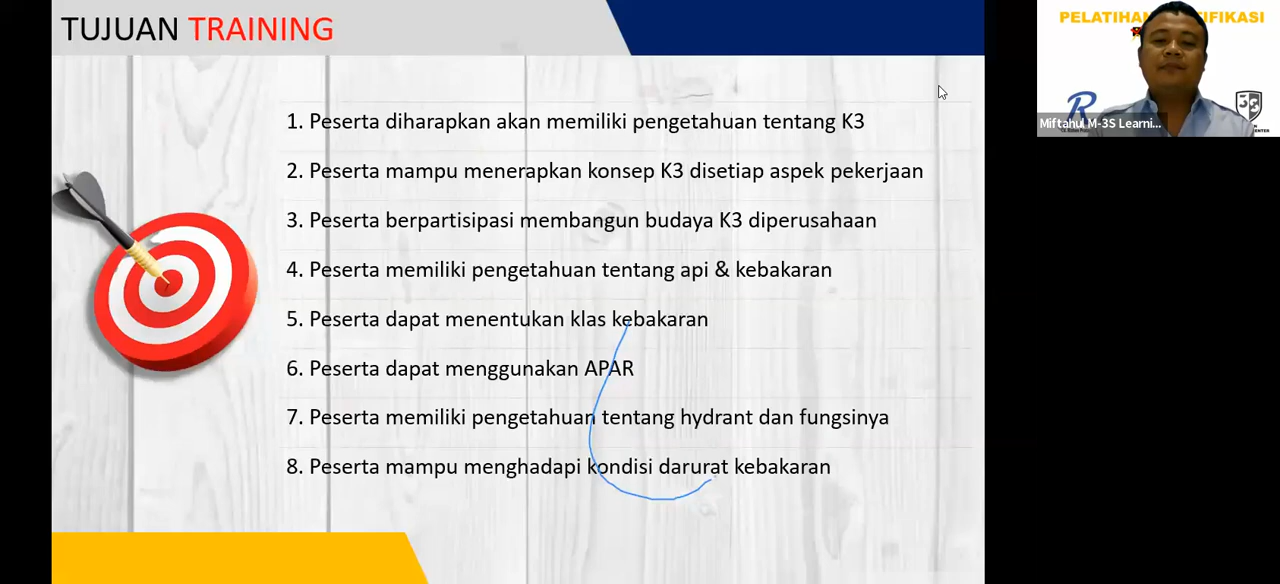 TUJUAN TRAINING
1. Peserta diharapkan akan memiliki pengetahuan tentang K3
2. Peserta mampu menerapkan konsep K3 disetiap aspek pekerjaan
3. Peserta berpartisipasi membangun budaya K3 diperusahaan
4. Peserta memiliki pengetahuan tentang api & kebakaran
5. Peserta dapat menentukan klas kebakaran
6. Peserta dapat menggunakan APAR
7. Peserta memiliki pengetahuan tentang hydrant dan fungsinya
8. Peserta mampu menghadapi kondisi darurat kebakaran
R
Miftahul M-3S Learni...